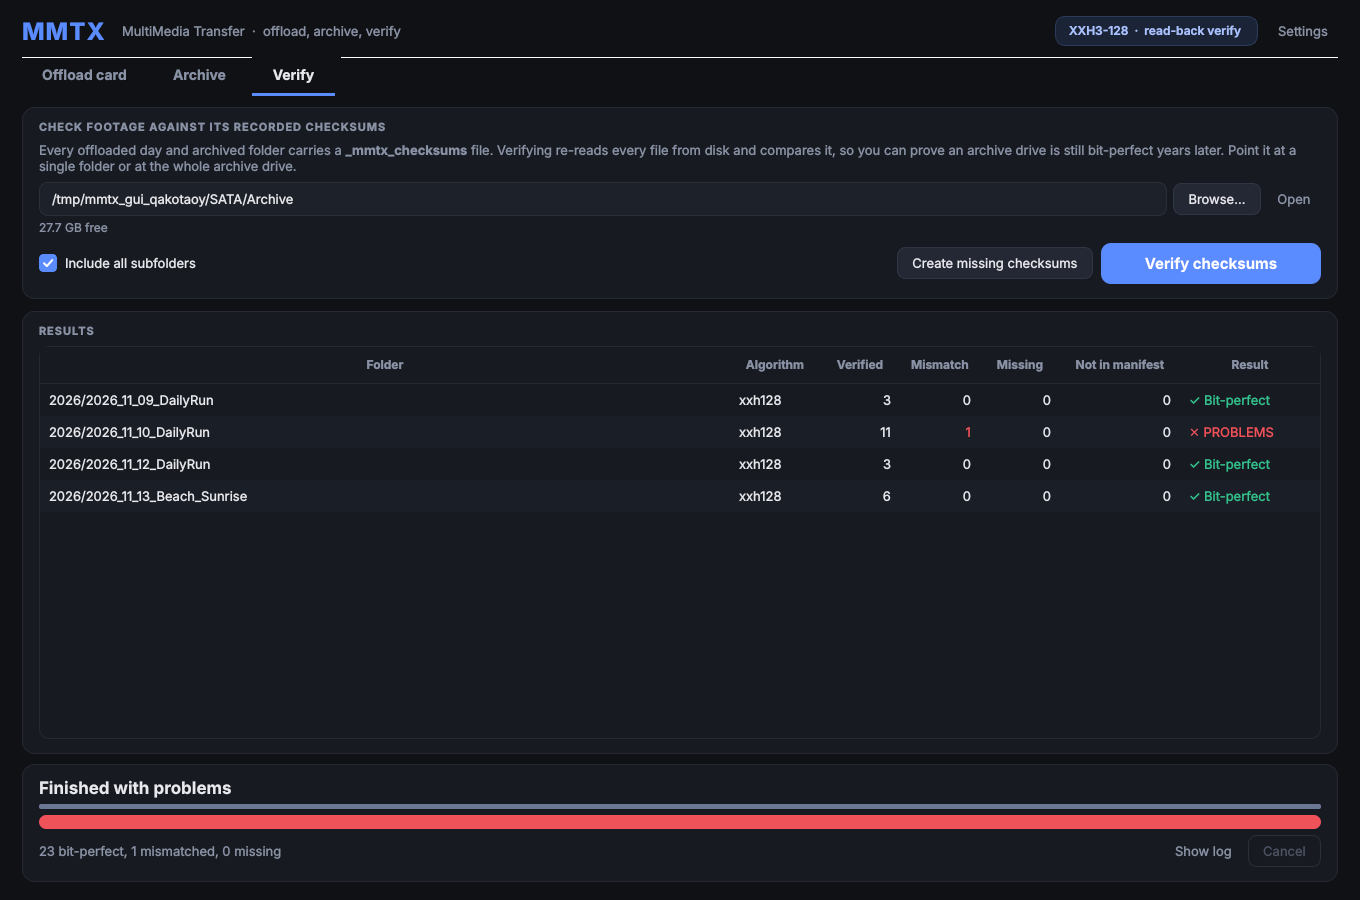 MMTX MultiMedia Transfer · offload, archive, verify XXH3-128 · read-back verify Settings
Offload card Archive Verify
CHECK FOOTAGE AGAINST ITS RECORDED CHECKSUMS
Every offloaded day and archived folder carries a _mmtx_checksums file. Verifying re-reads every file from disk and compares it, so you can prove an archive drive is still bit-perfect years later. Point it at a
single folder or at the whole archive drive.
/tmp/mmtx_gui_qakotaoy/SATA/Archive Browse... Open
27.7 GB free
Include all subfolders Create missing checksums Verify checksums
RESULTS
Folder Algorithm Verified Mismatch Missing Not in manifest Result
2026/2026_11_09_DailyRun xxh128 3 0 0 0 ✓ Bit-perfect
2026/2026_11_10_DailyRun xxh128 11 1 0 0 ✕ PROBLEMS
2026/2026_11_12_DailyRun xxh128 3 0 0 0 ✓ Bit-perfect
2026/2026_11_13_Beach_Sunrise xxh128 6 0 0 0 ✓ Bit-perfect
Finished with problems
23 bit-perfect, 1 mismatched, 0 missing Show log Cancel